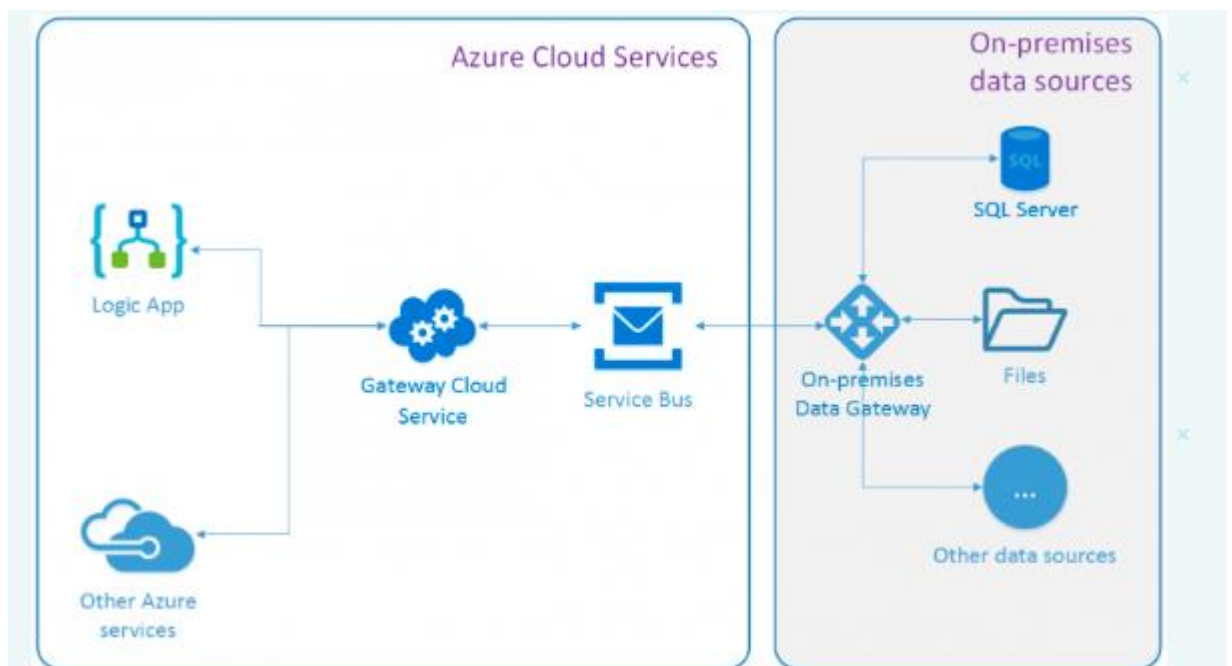 Azure Cloud Services
On-premises
data sources
SQL
SQL Server
Logic App
Gateway Cloud
Service
Service Bus
On-premises
Data Gateway
Files
...
Other data sources
Other Azure
services